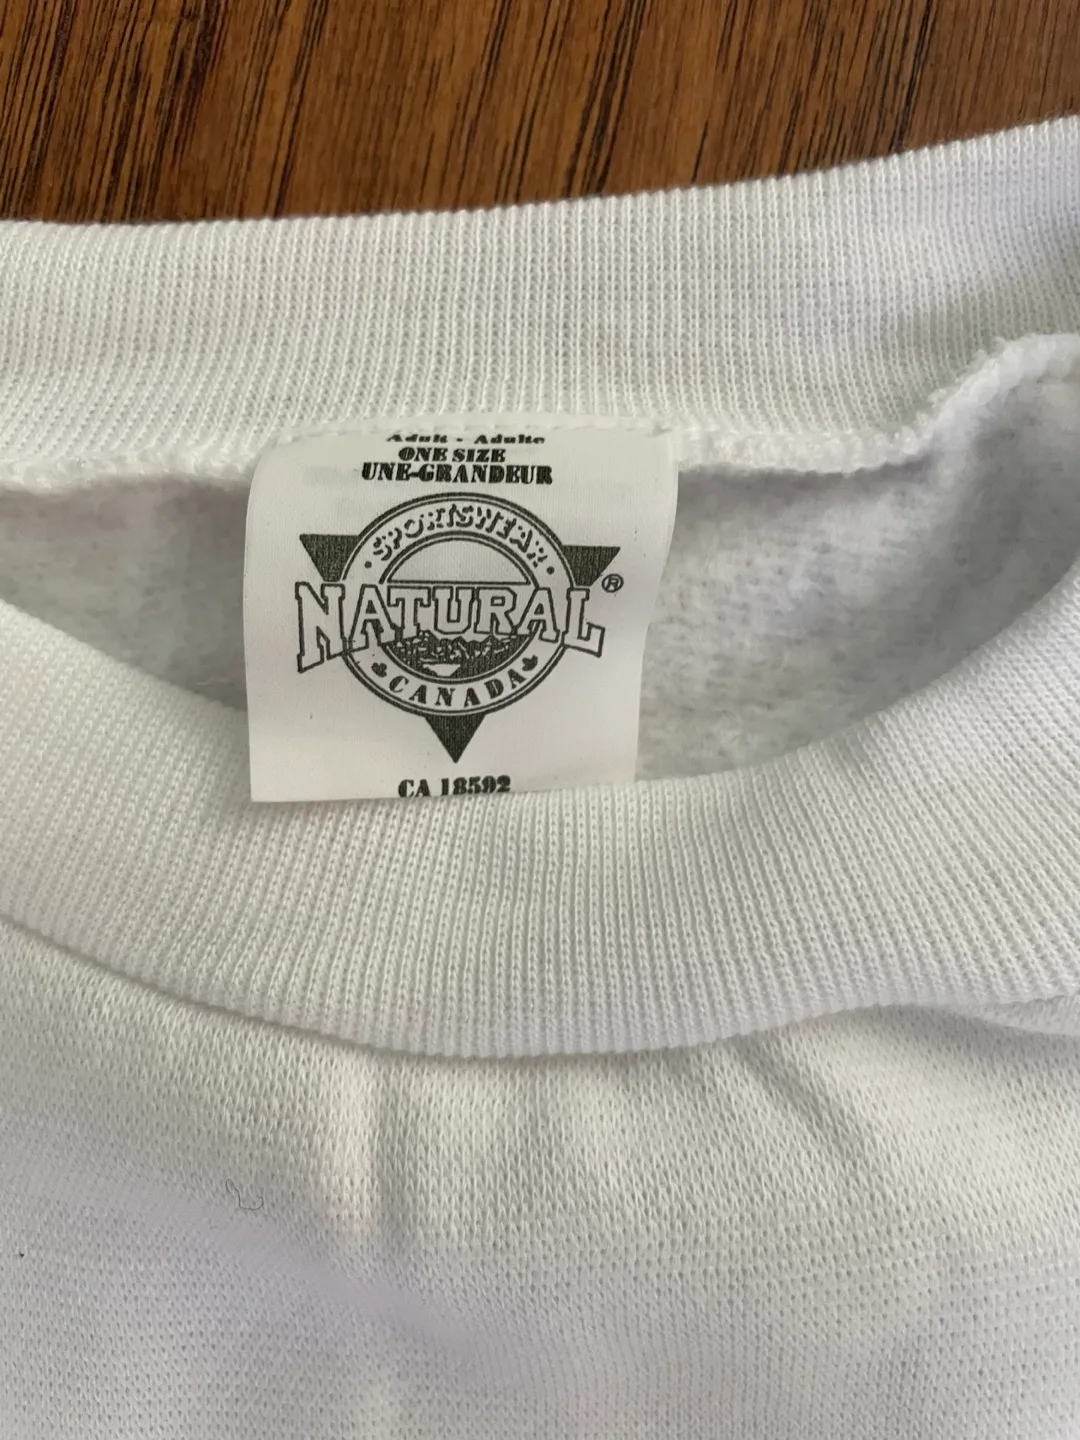 Adult - Adulte
ONE SIZE
UNE-GRANDEUR
· SPORTSWEAR ·
NATURAL®
CANADA
CA 18592